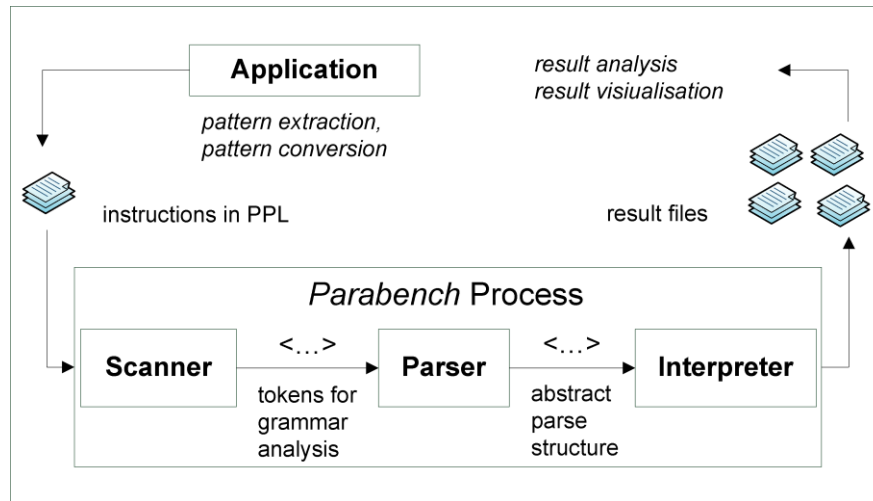 Application
pattern extraction,
pattern conversion
result analysis
result visiualisation
instructions in PPL
result files
Parabench Process
Scanner
<...>
tokens for
grammar
analysis
Parser
<...>
abstract
parse
structure
Interpreter